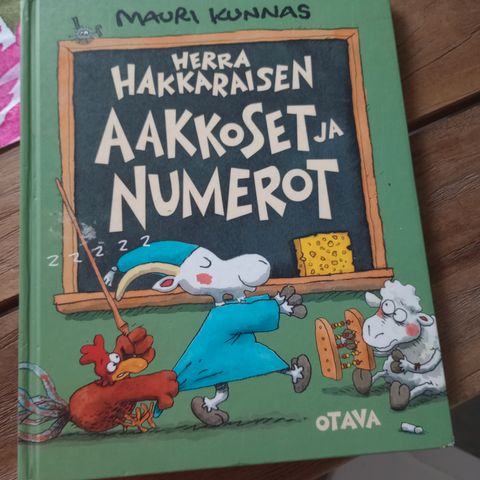 MAURI KUNNAS
HERRA
HAKKARAISEN
AAKKOSET JA
NUMEROT
Z Z Z Z Z
OTAVA